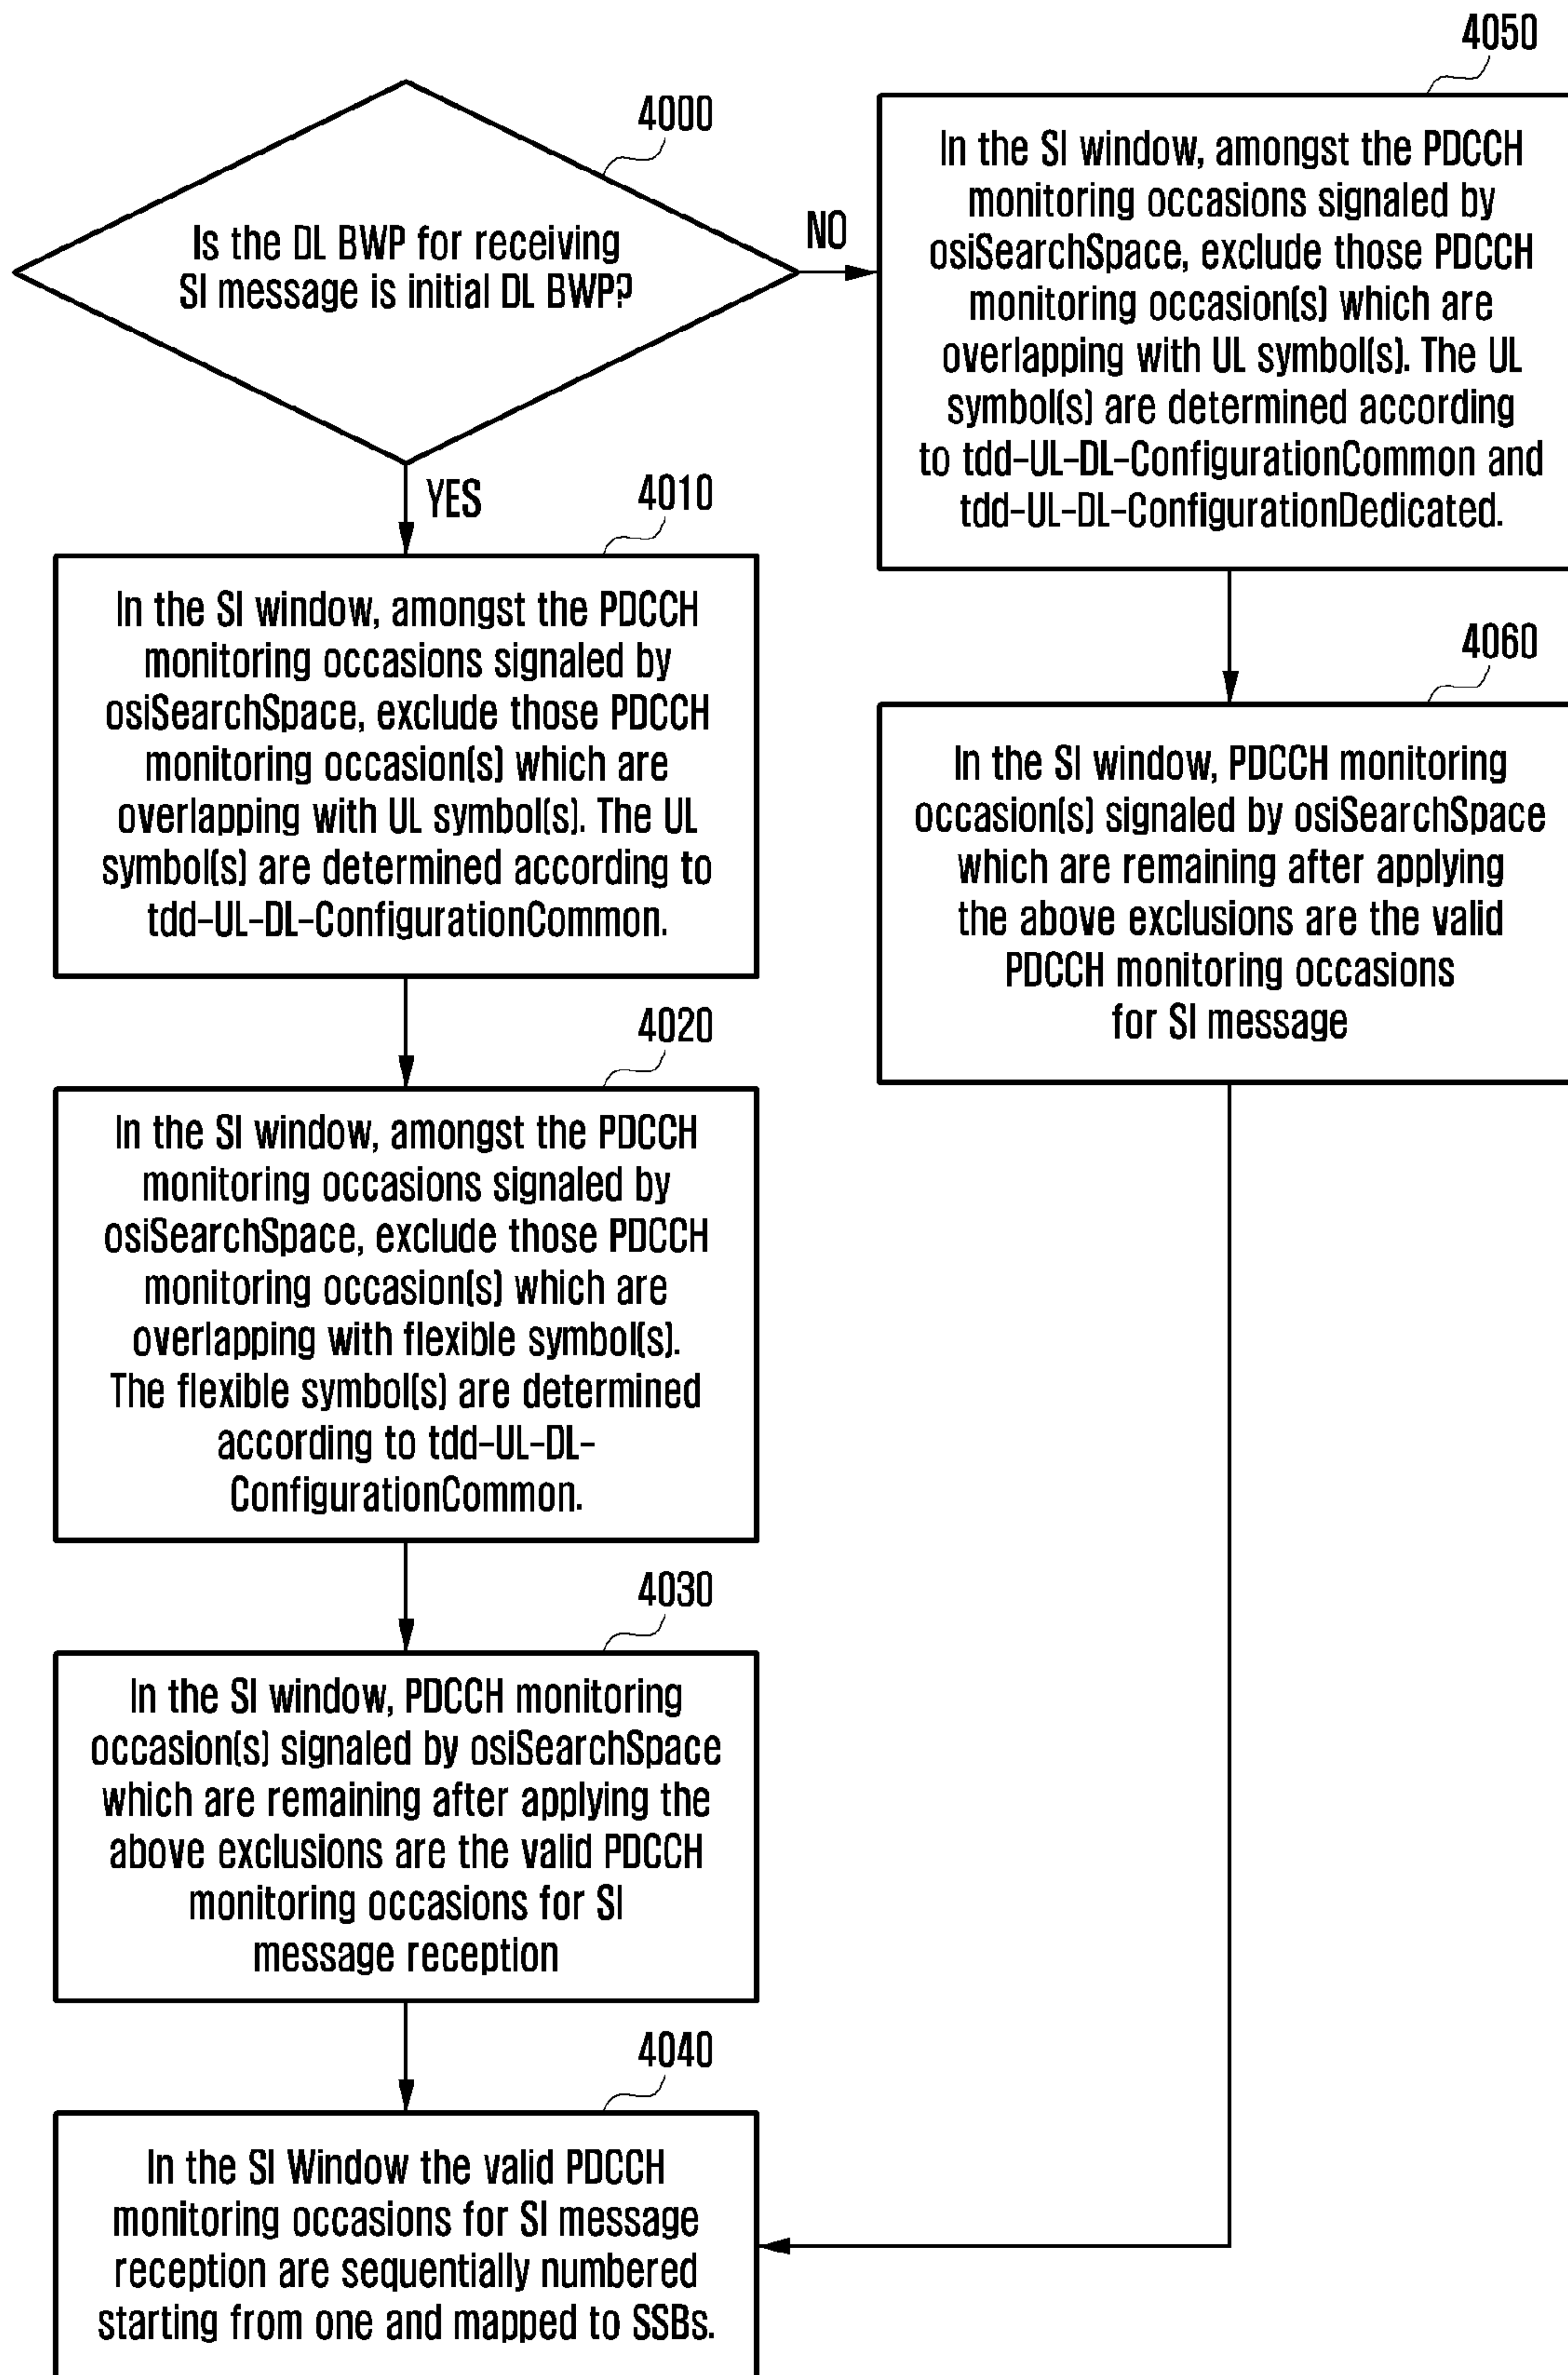 4000
Is the DL BWP for receiving
SI message is initial DL BWP?
YES
NO
4010
In the SI window, amongst the PDCCH
monitoring occasions signaled by
osiSearchSpace, exclude those PDCCH
monitoring occasion(s) which are
overlapping with UL symbol(s). The UL
symbol(s) are determined according to
tdd-UL-DL-ConfigurationCommon.
4020
In the SI window, amongst the PDCCH
monitoring occasions signaled by
osiSearchSpace, exclude those PDCCH
monitoring occasion(s) which are
overlapping with flexible symbol(s).
The flexible symbol(s) are determined
according to tdd-UL-DL-
ConfigurationCommon.
4030
In the SI window, PDCCH monitoring
occasion(s) signaled by osiSearchSpace
which are remaining after applying the
above exclusions are the valid PDCCH
monitoring occasions for SI
message reception
4040
In the SI Window the valid PDCCH
monitoring occasions for SI message
reception are sequentially numbered
starting from one and mapped to SSBs.
4050
In the SI window, amongst the PDCCH
monitoring occasions signaled by
osiSearchSpace, exclude those PDCCH
monitoring occasion(s) which are
overlapping with UL symbol(s). The UL
symbol(s) are determined according
to tdd-UL-DL-ConfigurationCommon and
tdd-UL-DL-ConfigurationDedicated.
4060
In the SI window, PDCCH monitoring
occasion(s) signaled by osiSearchSpace
which are remaining after applying
the above exclusions are the valid
PDCCH monitoring occasions
for SI message